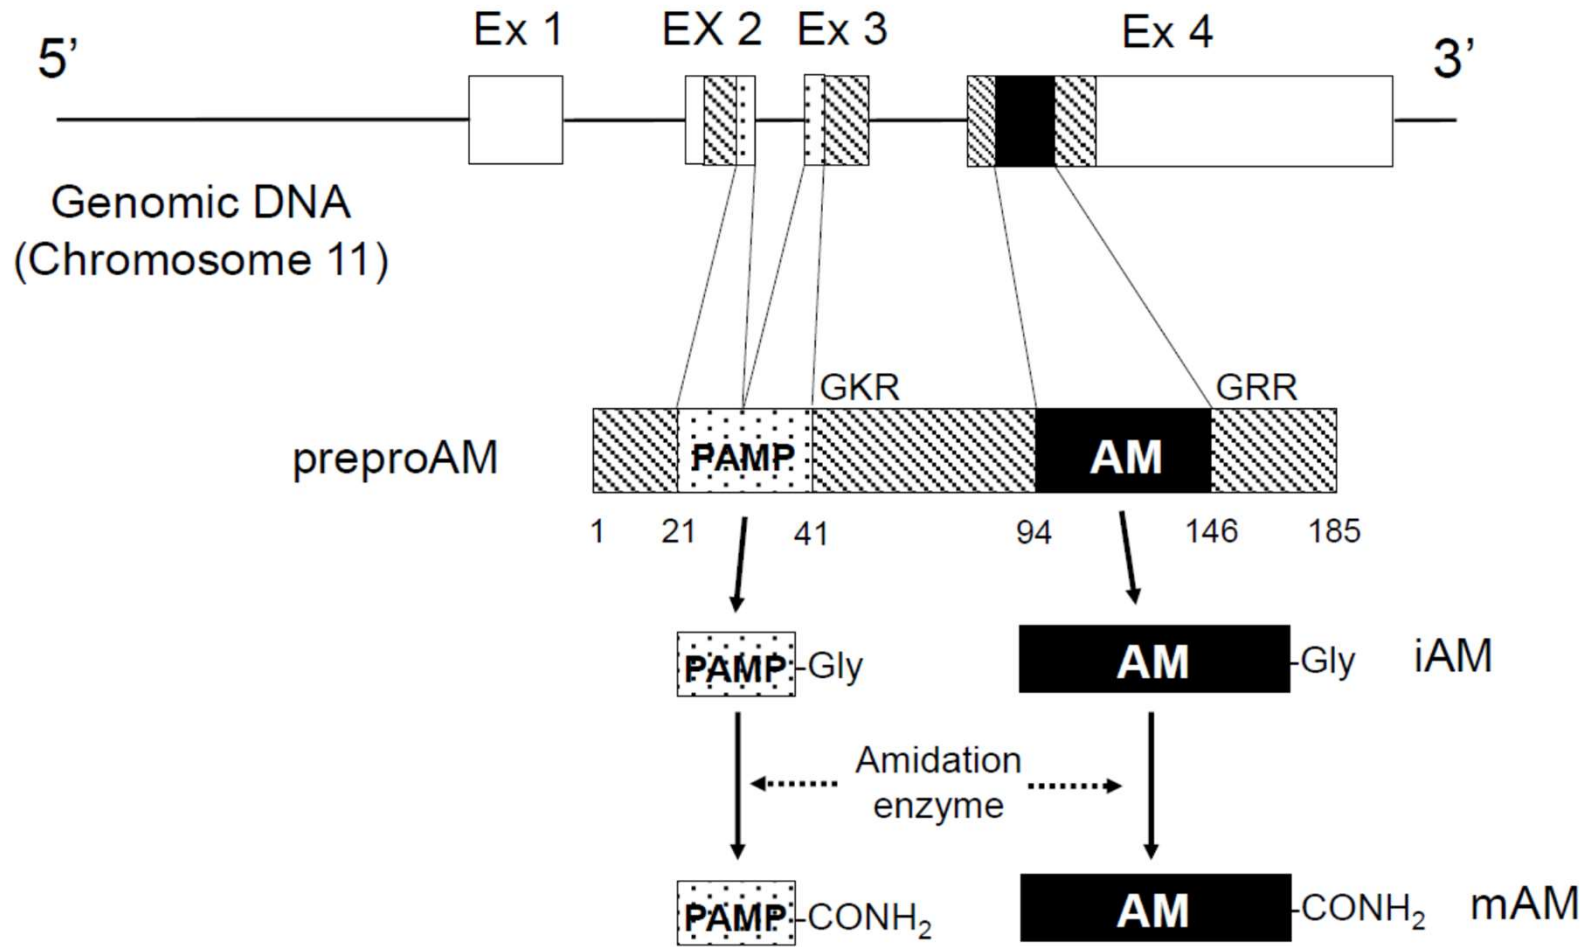 Ex 1
EX 2
Ex 3
Ex 4
5’
3’
Genomic DNA
(Chromosome 11)
GKR
GRR
preproAM
PAMP
AM
1
21
41
94
146
185
PAMP
-Gly
AM
-Gly
iAM
Amidation
enzyme
PAMP
-CONH₂
AM
-CONH₂
mAM